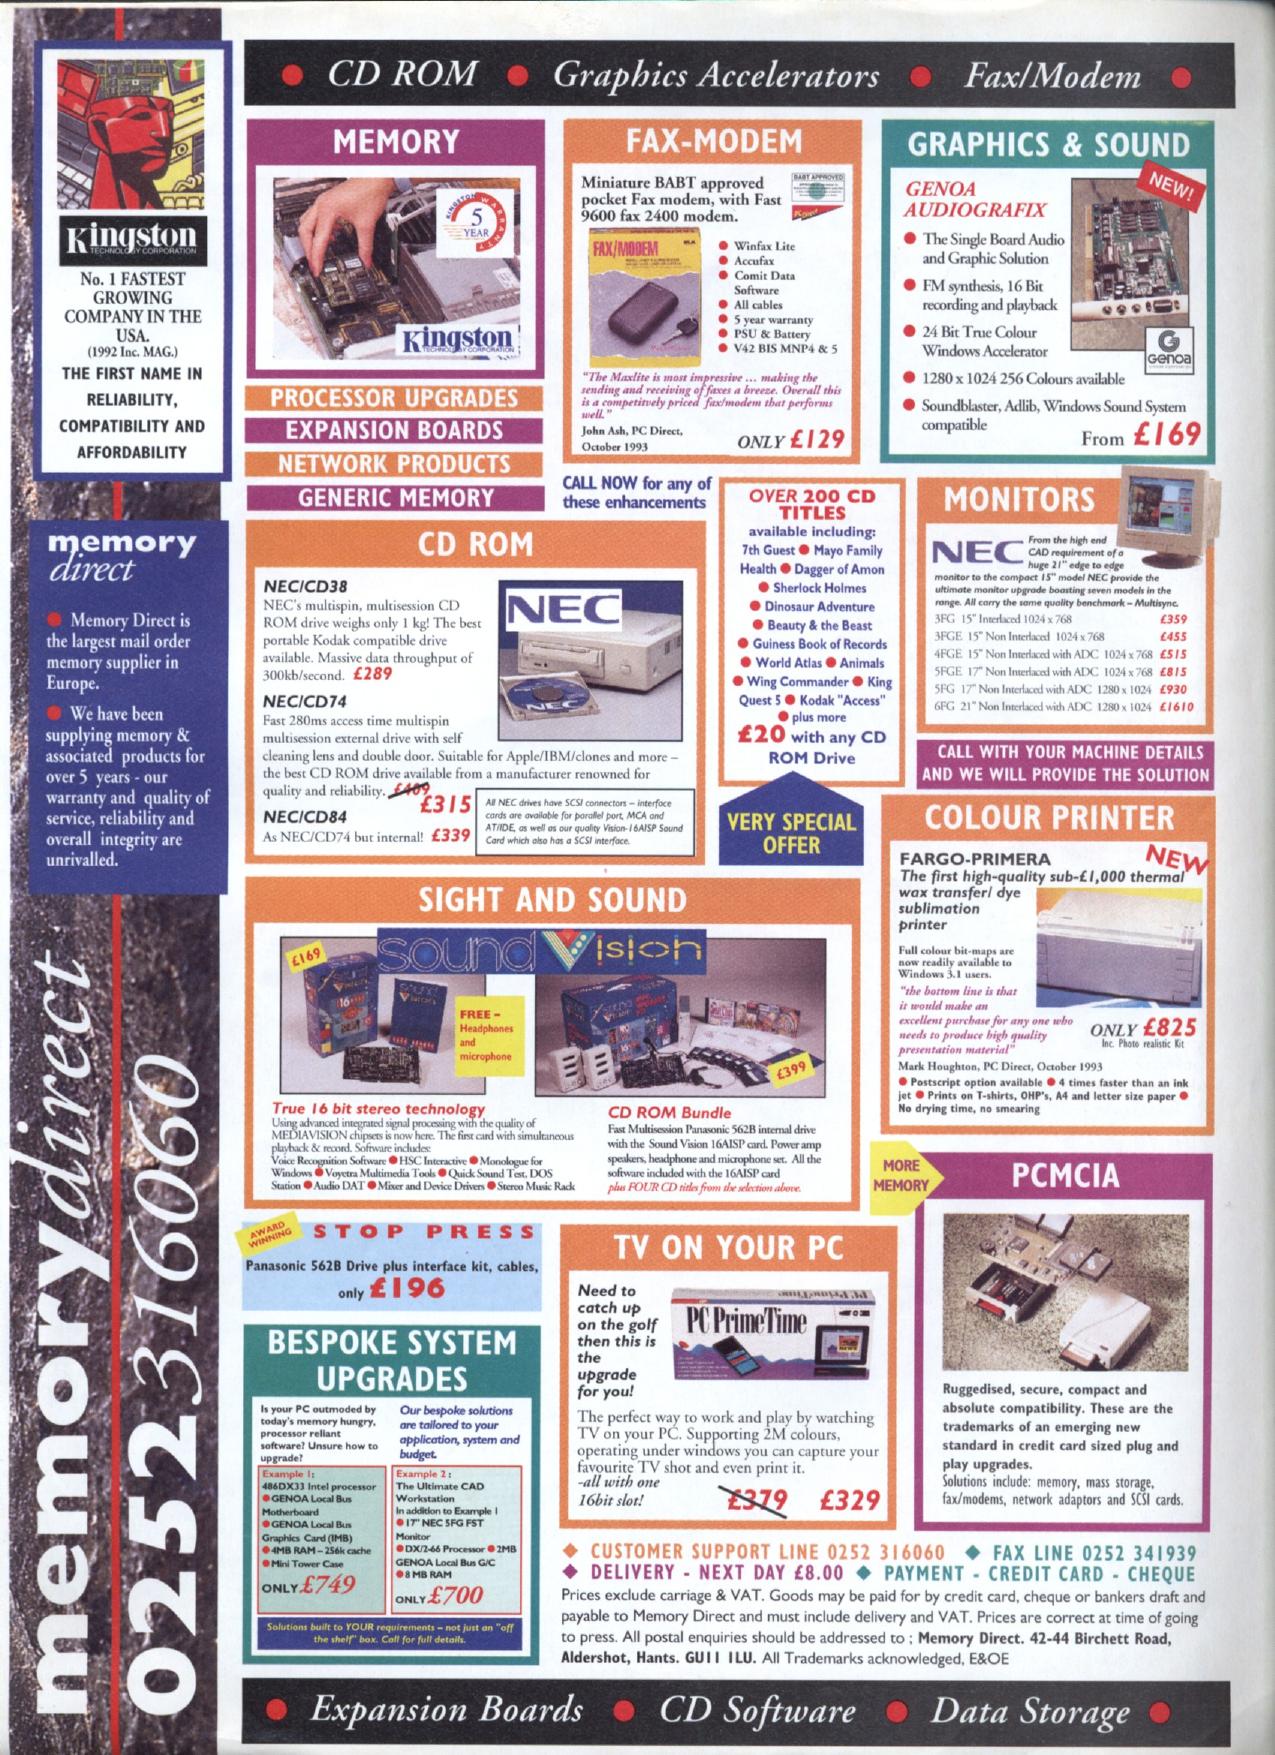 CD ROM ● Graphics Accelerators ● Fax/Modem
Kingston
TECHNOLOGY CORPORATION
No. 1 FASTEST
GROWING
COMPANY IN THE
USA.
(1992 Inc. MAG.)
THE FIRST NAME IN
RELIABILITY,
COMPATIBILITY AND
AFFORDABILITY
memory
direct
● Memory Direct is
the largest mail order
memory supplier in
Europe.
● We have been
supplying memory &
associated products for
over 5 years - our
warranty and quality of
service, reliability and
overall integrity are
unrivalled.
memorydirect
0252316060
MEMORY
KINGSTON WARRANTY
5
YEAR
Kingston
TECHNOLOGY CORPORATION
PROCESSOR UPGRADES
EXPANSION BOARDS
NETWORK PRODUCTS
GENERIC MEMORY
FAX-MODEM
Miniature BABT approved
pocket Fax modem, with Fast
9600 fax 2400 modem.
BABT APPROVED
FAX/MODEM
● Winfax Lite
● Accufax
● Comit Data
Software
● All cables
● 5 year warranty
● PSU & Battery
● V42 BIS MNP4 & 5
"The Maxlite is most impressive ... making the
sending and receiving of faxes a breeze. Overall this
is a competitively priced fax/modem that performs
well."
John Ash, PC Direct,
October 1993
ONLY £129
GRAPHICS & SOUND
GENOA
AUDIOGRAFIX
NEW!
● The Single Board Audio
and Graphic Solution
● FM synthesis, 16 Bit
recording and playback
● 24 Bit True Colour
Windows Accelerator
● 1280 x 1024 256 Colours available
● Soundblaster, Adlib, Windows Sound System
compatible
From £169
GENOA
CALL NOW for any of
these enhancements
CD ROM
NEC/CD38
NEC's multispin, multisession CD
ROM drive weighs only 1 kg! The best
portable Kodak compatible drive
available. Massive data throughput of
300kb/second. £289
NEC
NEC
NEC/CD74
Fast 280ms access time multispin
multisession external drive with self
cleaning lens and double door. Suitable for Apple/IBM/clones and more –
the best CD ROM drive available from a manufacturer renowned for
quality and reliability. £409
£315
NEC/CD84
As NEC/CD74 but internal! £339
All NEC drives have SCSI connectors – interface
cards are available for parallel port, MCA and
AT/IDE, as well as our quality Vision-16AISP Sound
Card which also has a SCSI interface.
OVER 200 CD
TITLES
available including:
7th Guest ● Mayo Family
Health ● Dagger of Amon
● Sherlock Holmes
● Dinosaur Adventure
● Beauty & the Beast
● Guiness Book of Records
● World Atlas ● Animals
● Wing Commander ● King
Quest 5 ● Kodak "Access"
● plus more
£20 with any CD
ROM Drive
VERY SPECIAL
OFFER
MONITORS
NEC
From the high end
CAD requirement of a
huge 21" edge to edge
monitor to the compact 15" model NEC provide the
ultimate monitor upgrade boasting seven models in the
range. All carry the same quality benchmark – Multisync.
3FG 15" Interlaced 1024 x 768 £359
3FGE 15" Non Interlaced 1024 x 768 £455
4FGE 15" Non Interlaced with ADC 1024 x 768 £515
5FGE 17" Non Interlaced with ADC 1024 x 768 £815
5FG 17" Non Interlaced with ADC 1280 x 1024 £930
6FG 21" Non Interlaced with ADC 1280 x 1024 £1610
CALL WITH YOUR MACHINE DETAILS
AND WE WILL PROVIDE THE SOLUTION
COLOUR PRINTER
FARGO-PRIMERA
NEW
The first high-quality sub-£1,000 thermal
wax transfer/ dye
sublimation
printer
Full colour bit-maps are
now readily available to
Windows 3.1 users.
"the bottom line is that
it would make an
excellent purchase for any one who
needs to produce high quality
presentation material"
ONLY £825
Inc. Photo realistic Kit
Mark Houghton, PC Direct, October 1993
● Postscript option available ● 4 times faster than an ink
jet ● Prints on T-shirts, OHP's, A4 and letter size paper ●
No drying time, no smearing
SIGHT AND SOUND
sound Vision
£169
FREE –
Headphones
and
microphone
£399
True 16 bit stereo technology
Using advanced integrated signal processing with the quality of
MEDIAVISION chipsets is now here. The first card with simultaneous
playback & record. Software includes:
Voice Recognition Software ● HSC Interactive ● Monologue for
Windows ● Voyetra Multimedia Tools ● Quick Sound Test, DOS
Station ● Audio DAT ● Mixer and Device Drivers ● Stereo Music Rack
CD ROM Bundle
Fast Multisession Panasonic 562B internal drive
with the Sound Vision 16AISP card. Power amp
speakers, headphone and microphone set. All the
software included with the 16AISP card
plus FOUR CD titles from the selection above.
AWARD
WINNING
STOP PRESS
Panasonic 562B Drive plus interface kit, cables,
only £196
BESPOKE SYSTEM
UPGRADES
Is your PC outmoded by
today's memory hungry,
processor reliant
software? Unsure how to
upgrade?
Our bespoke solutions
are tailored to your
application, system and
budget.
Example 1:
486DX33 Intel processor
● GENOA Local Bus
Motherboard
● GENOA Local Bus
Graphics Card (1MB)
● 4MB RAM – 256k cache
● Mini Tower Case
ONLY £749
Example 2:
The Ultimate CAD
Workstation
In addition to Example 1
● 17" NEC 5FG FST
Monitor
● DX/2-66 Processor ● 2MB
GENOA Local Bus G/C
● 8 MB RAM
ONLY £700
Solutions built to YOUR requirements – not just an "off
the shelf" box. Call for full details.
TV ON YOUR PC
Need to
catch up
on the golf
then this is
the
upgrade
for you!
PC PrimeTime
The perfect way to work and play by watching
TV on your PC. Supporting 2M colours,
operating under windows you can capture your
favourite TV shot and even print it.
-all with one
16bit slot!
£379 £329
MORE
MEMORY
PCMCIA
Ruggedised, secure, compact and
absolute compatibility. These are the
trademarks of an emerging new
standard in credit card sized plug and
play upgrades.
Solutions include: memory, mass storage,
fax/modems, network adaptors and SCSI cards.
◆ CUSTOMER SUPPORT LINE 0252 316060 ◆ FAX LINE 0252 341939
◆ DELIVERY - NEXT DAY £8.00 ◆ PAYMENT - CREDIT CARD - CHEQUE
Prices exclude carriage & VAT. Goods may be paid for by credit card, cheque or bankers draft and
payable to Memory Direct and must include delivery and VAT. Prices are correct at time of going
to press. All postal enquiries should be addressed to ; Memory Direct. 42-44 Birchett Road,
Aldershot, Hants. GU11 1LU. All Trademarks acknowledged, E&OE
● Expansion Boards ● CD Software ● Data Storage ●